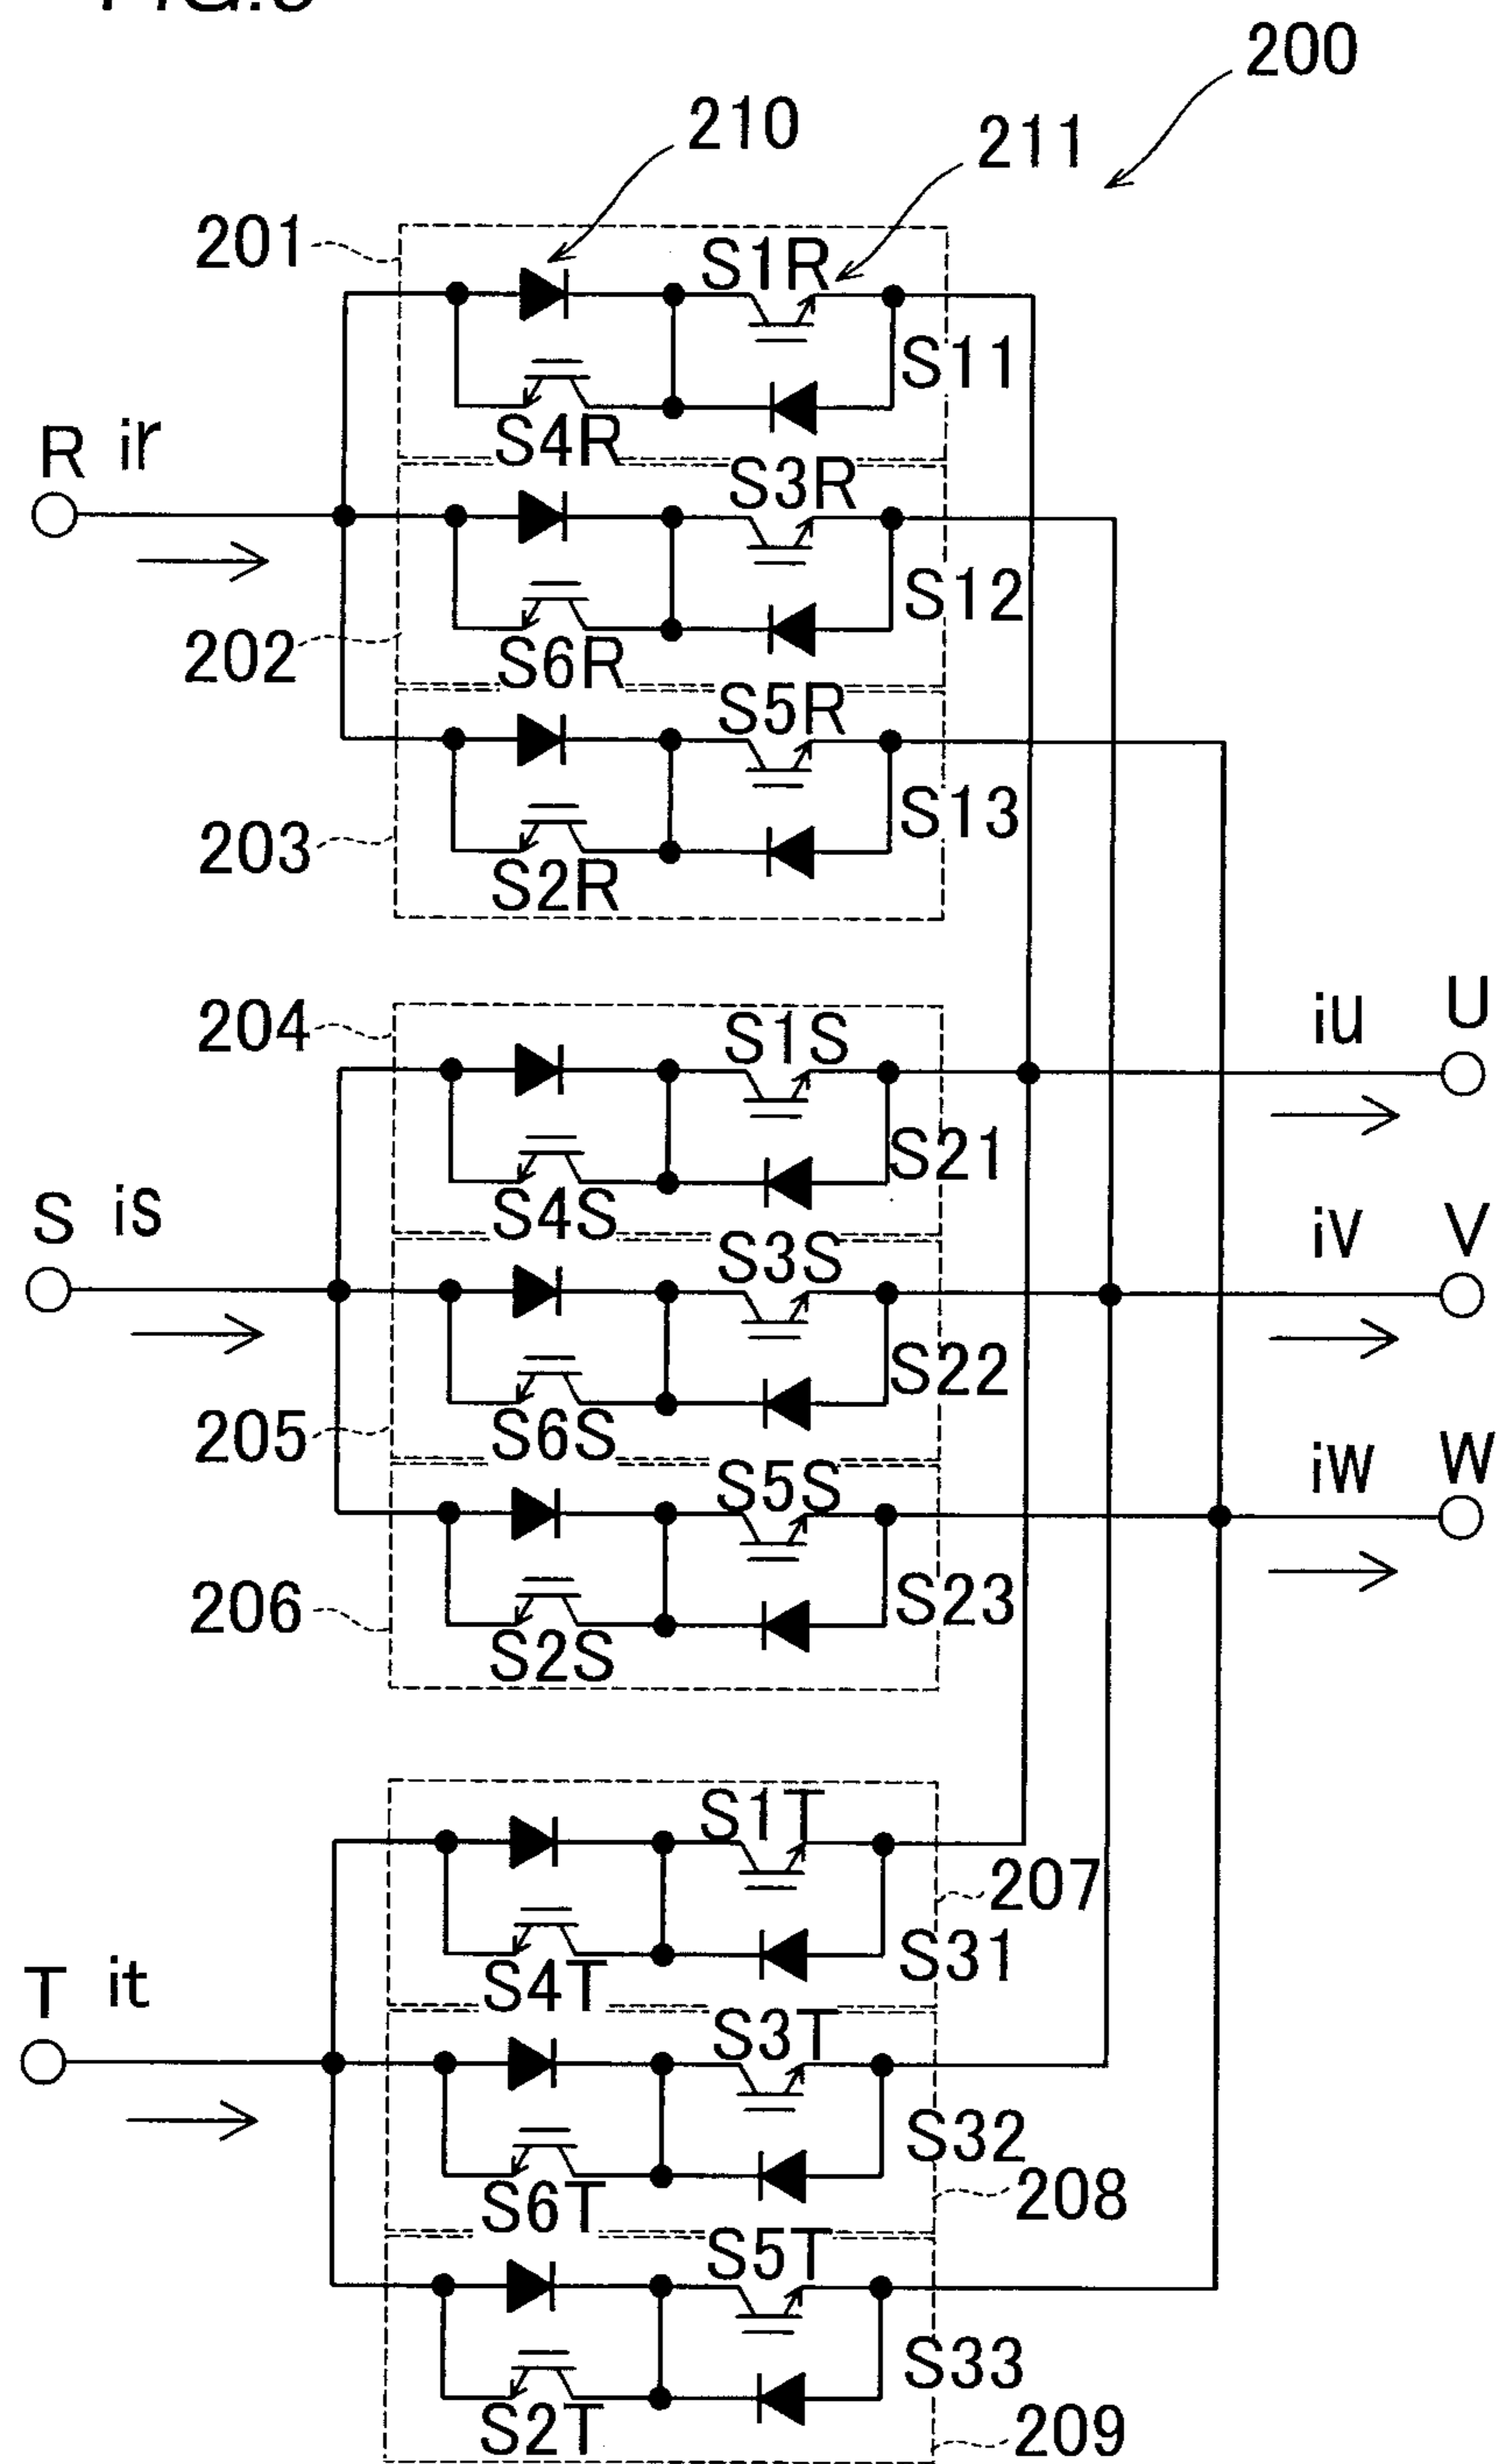 200
210
211
201
S1R
S11
S4R
R ir
S3R
S12
202
S6R
S5R
S13
203
S2R
204
S1S
iu U
S21
S4S
S is
S3S
iv V
S22
205
S6S
S5S
iw W
S23
206
S2S
S1T
207
S31
S4T
T it
S3T
S32
208
S6T
S5T
S33
S2T
209